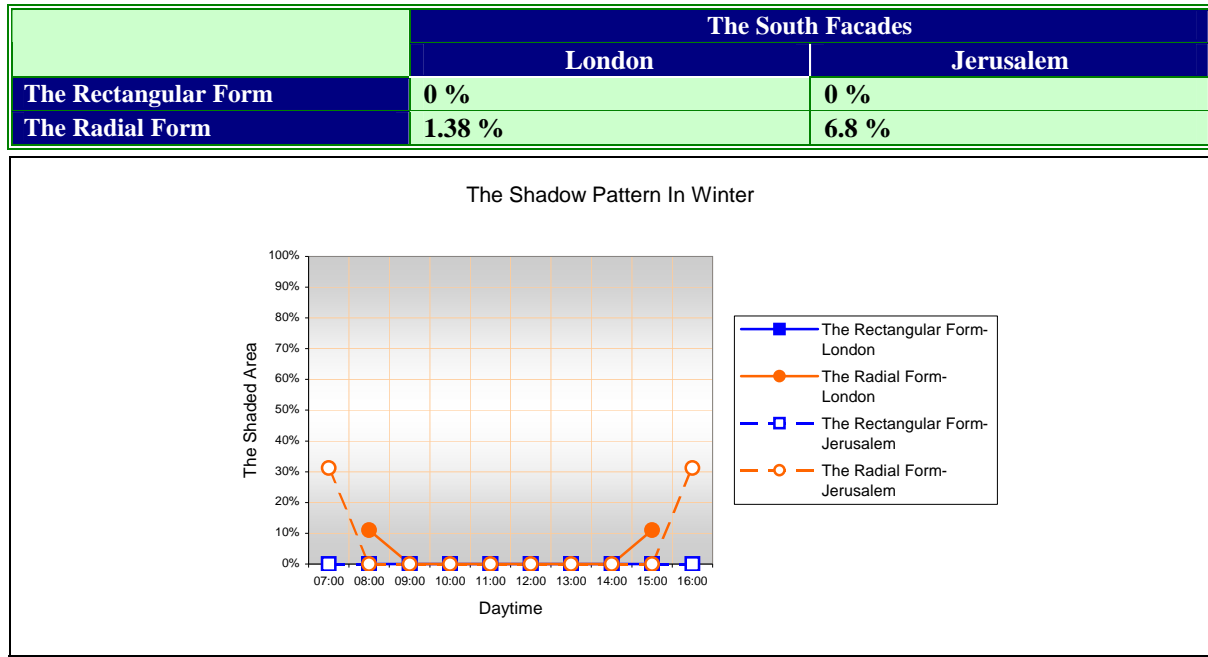 The South Facades
London Jerusalem
The Rectangular Form 0 % 0 %
The Radial Form 1.38 % 6.8 %
The Shadow Pattern In Winter
The Shaded Area
100%
90%
80%
70%
60%
50%
40%
30%
20%
10%
0%
07:00 08:00 09:00 10:00 11:00 12:00 13:00 14:00 15:00 16:00
Daytime
The Rectangular Form-
London
The Radial Form-
London
The Rectangular Form-
Jerusalem
The Radial Form-
Jerusalem